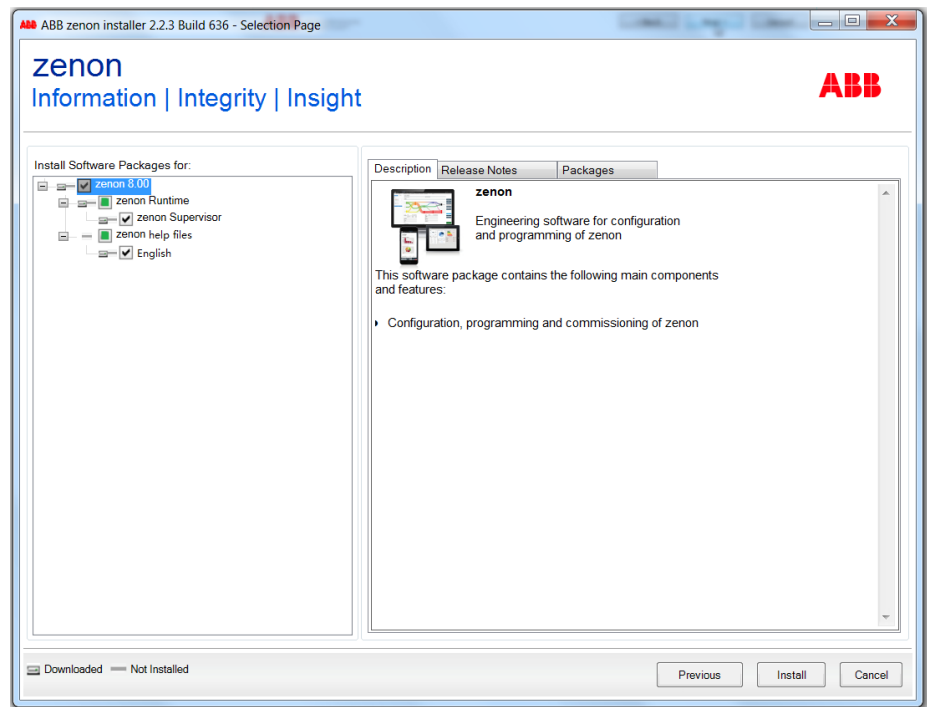 ABB ABB zenon installer 2.2.3 Build 636 - Selection Page
zenon
Information | Integrity | Insight
ABB
Install Software Packages for:
zenon 8.00
zenon Runtime
zenon Supervisor
zenon help files
English
Description Release Notes Packages
zenon
Engineering software for configuration
and programming of zenon
This software package contains the following main components
and features:
Configuration, programming and commissioning of zenon
Downloaded Not Installed
Previous Install Cancel